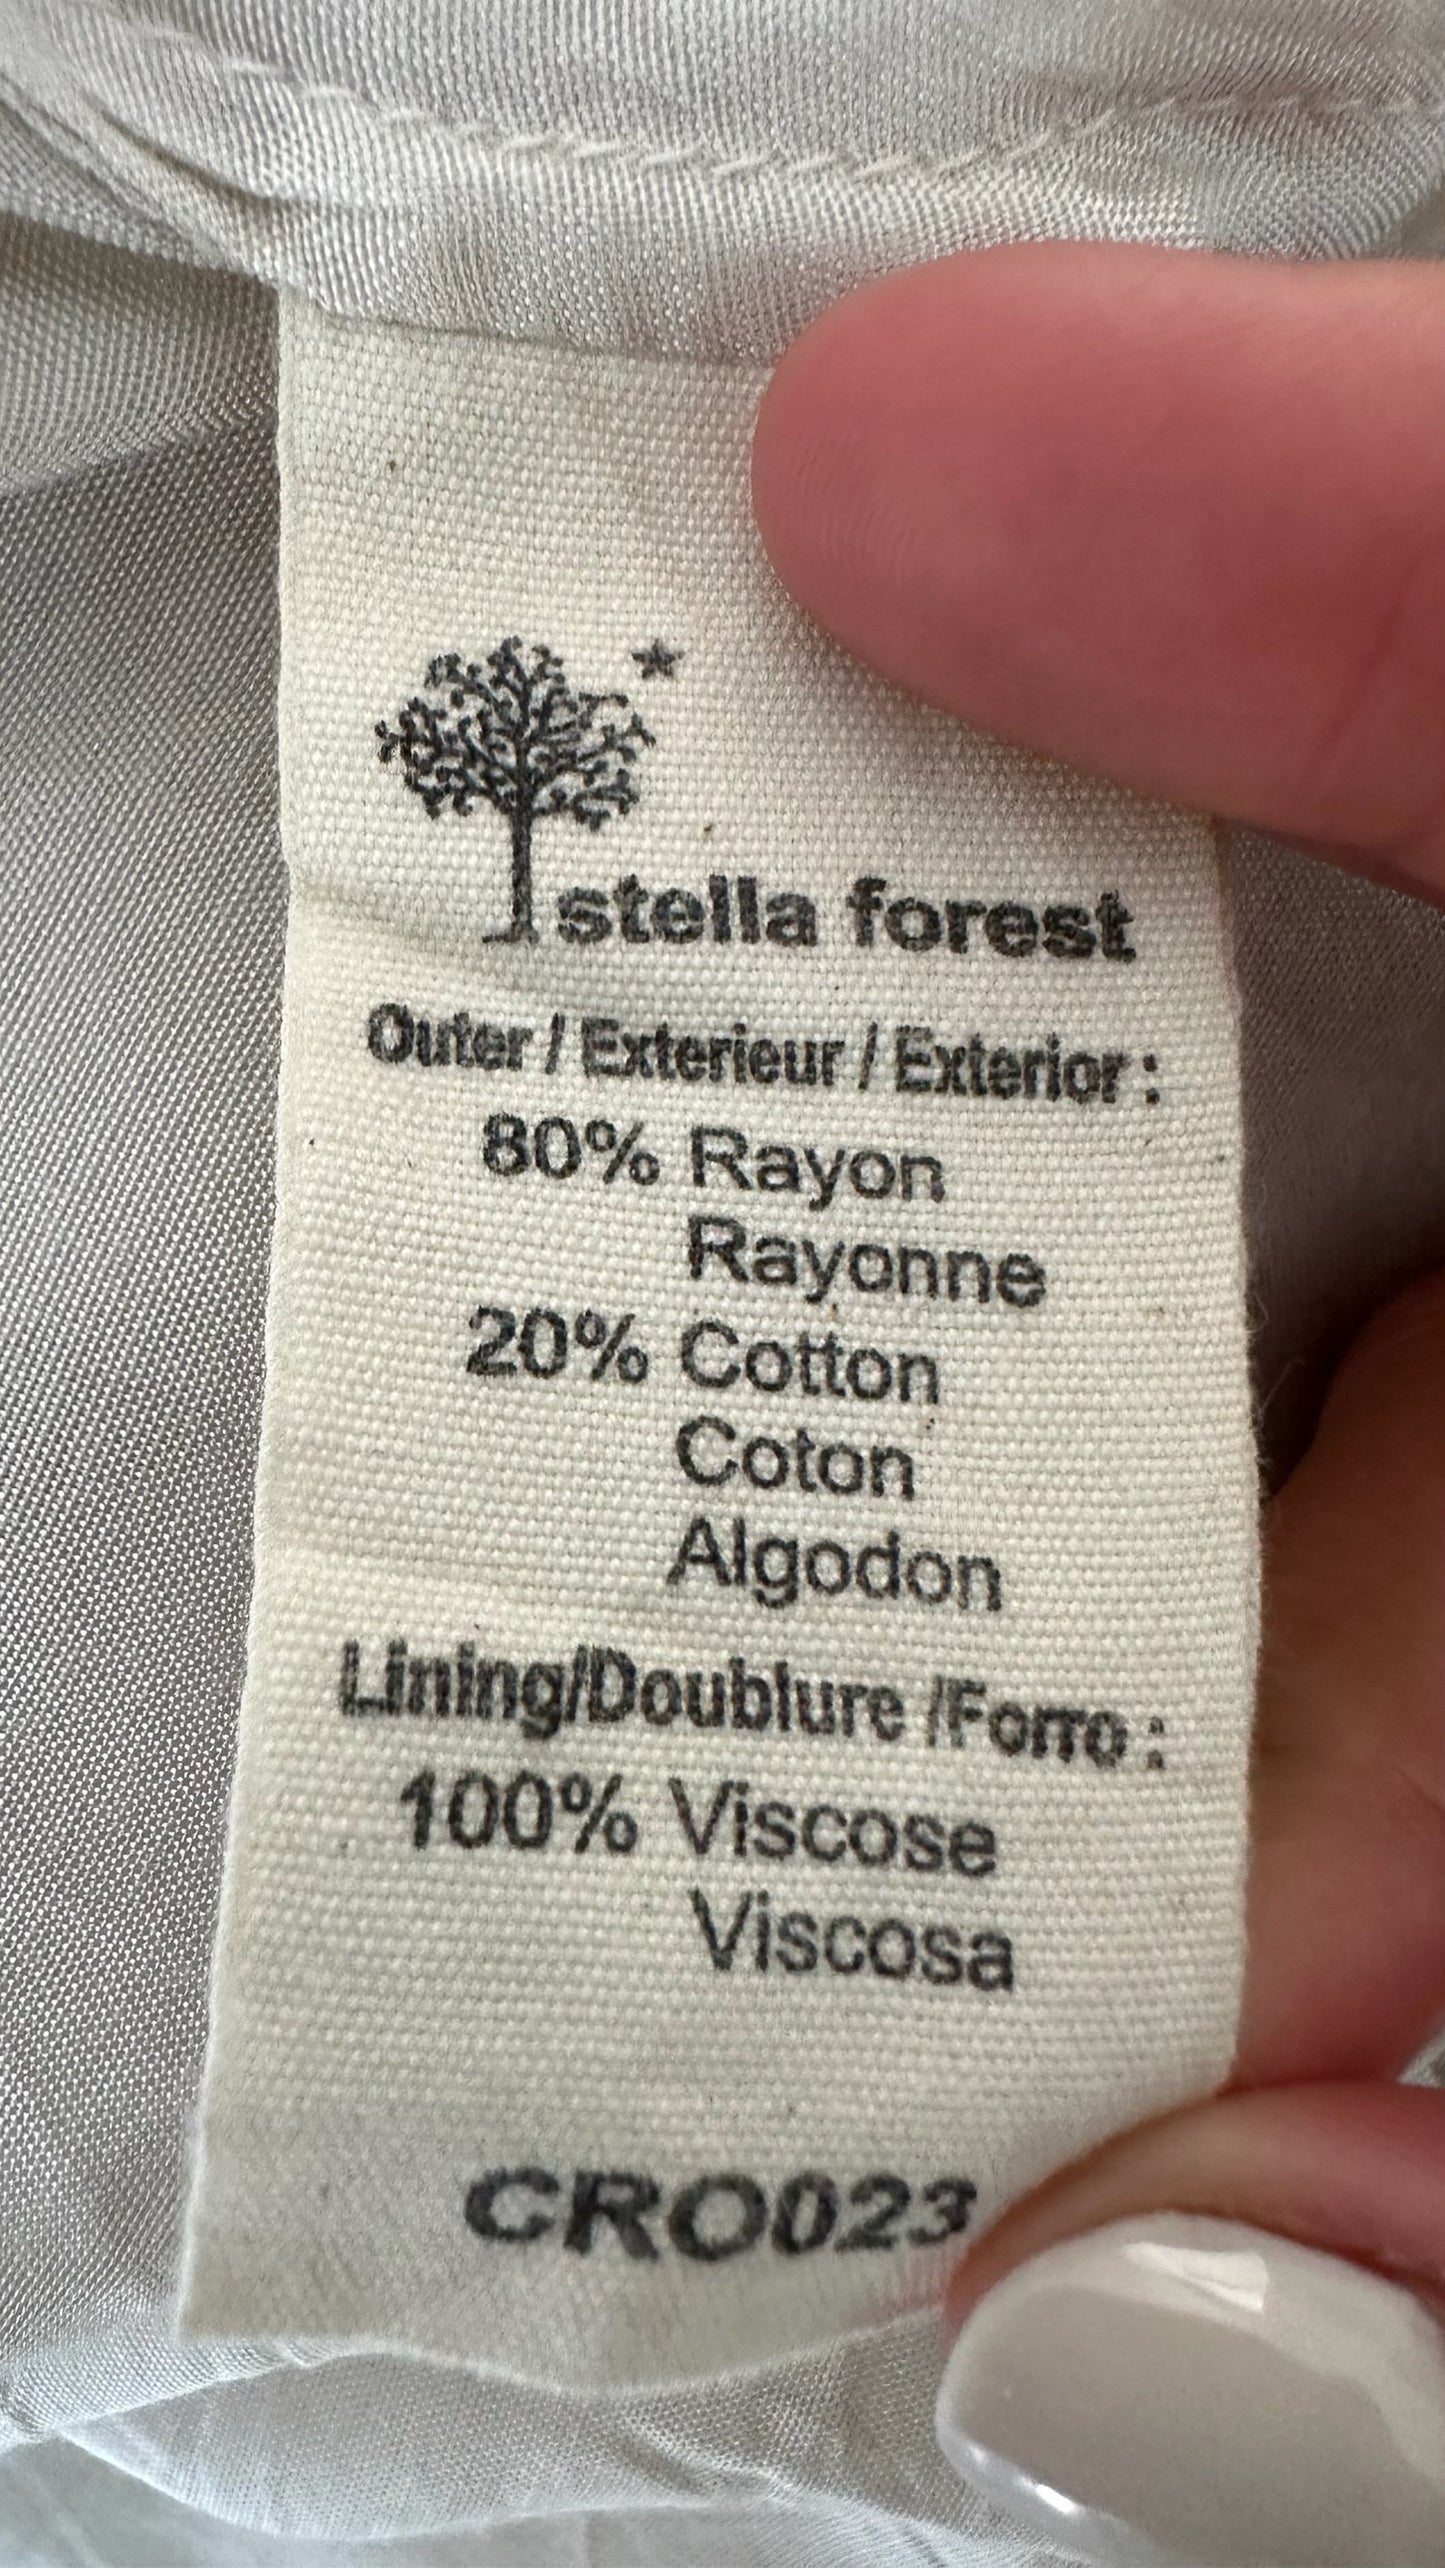 stella forest
Outer / Exterieur / Exterior :
80% Rayon
Rayonne
20% Cotton
Coton
Algodon
Lining/Doublure /Forro :
100% Viscose
Viscosa
CRO023